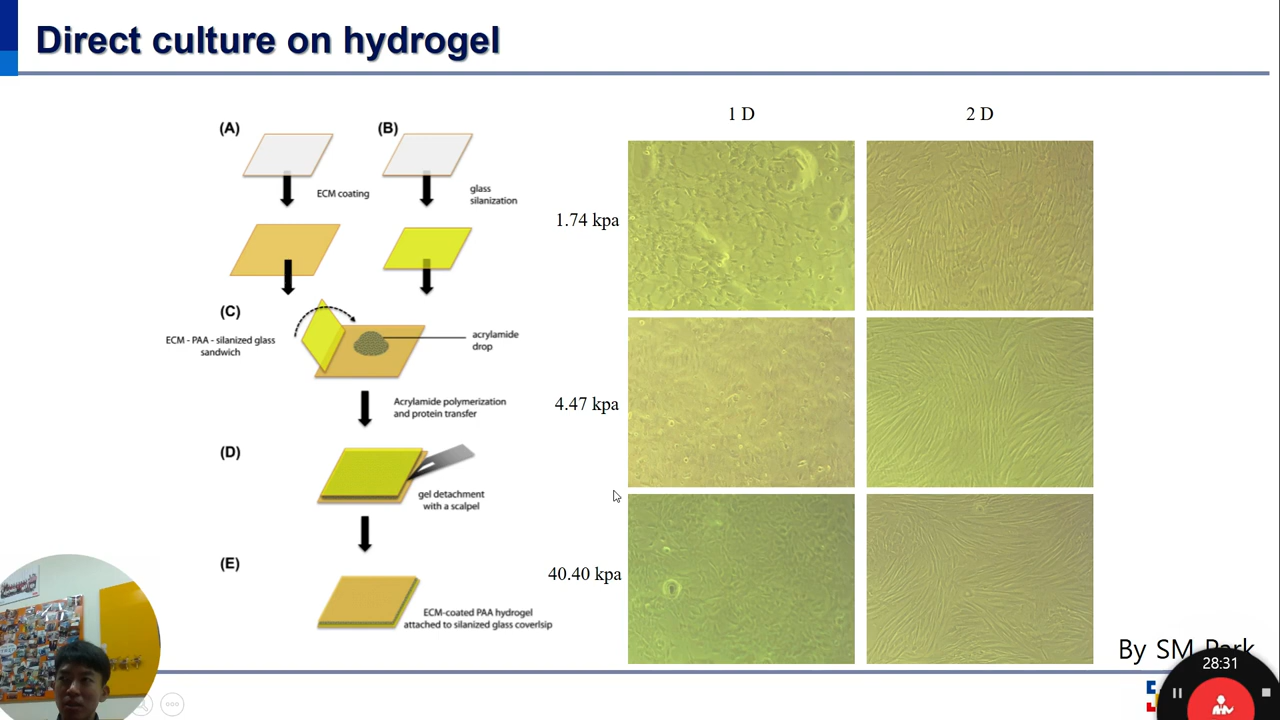 Direct culture on hydrogel
(A)
(B)
ECM coating
glass
silanization
(C)
ECM - PAA - silanized glass
sandwich
acrylamide
drop
Acrylamide polymerization
and protein transfer
(D)
gel detachment
with a scalpel
(E)
ECM-coated PAA hydrogel
attached to silanized glass coverlsip
1 D
2 D
1.74 kpa
4.47 kpa
40.40 kpa
By SM Park
28:31